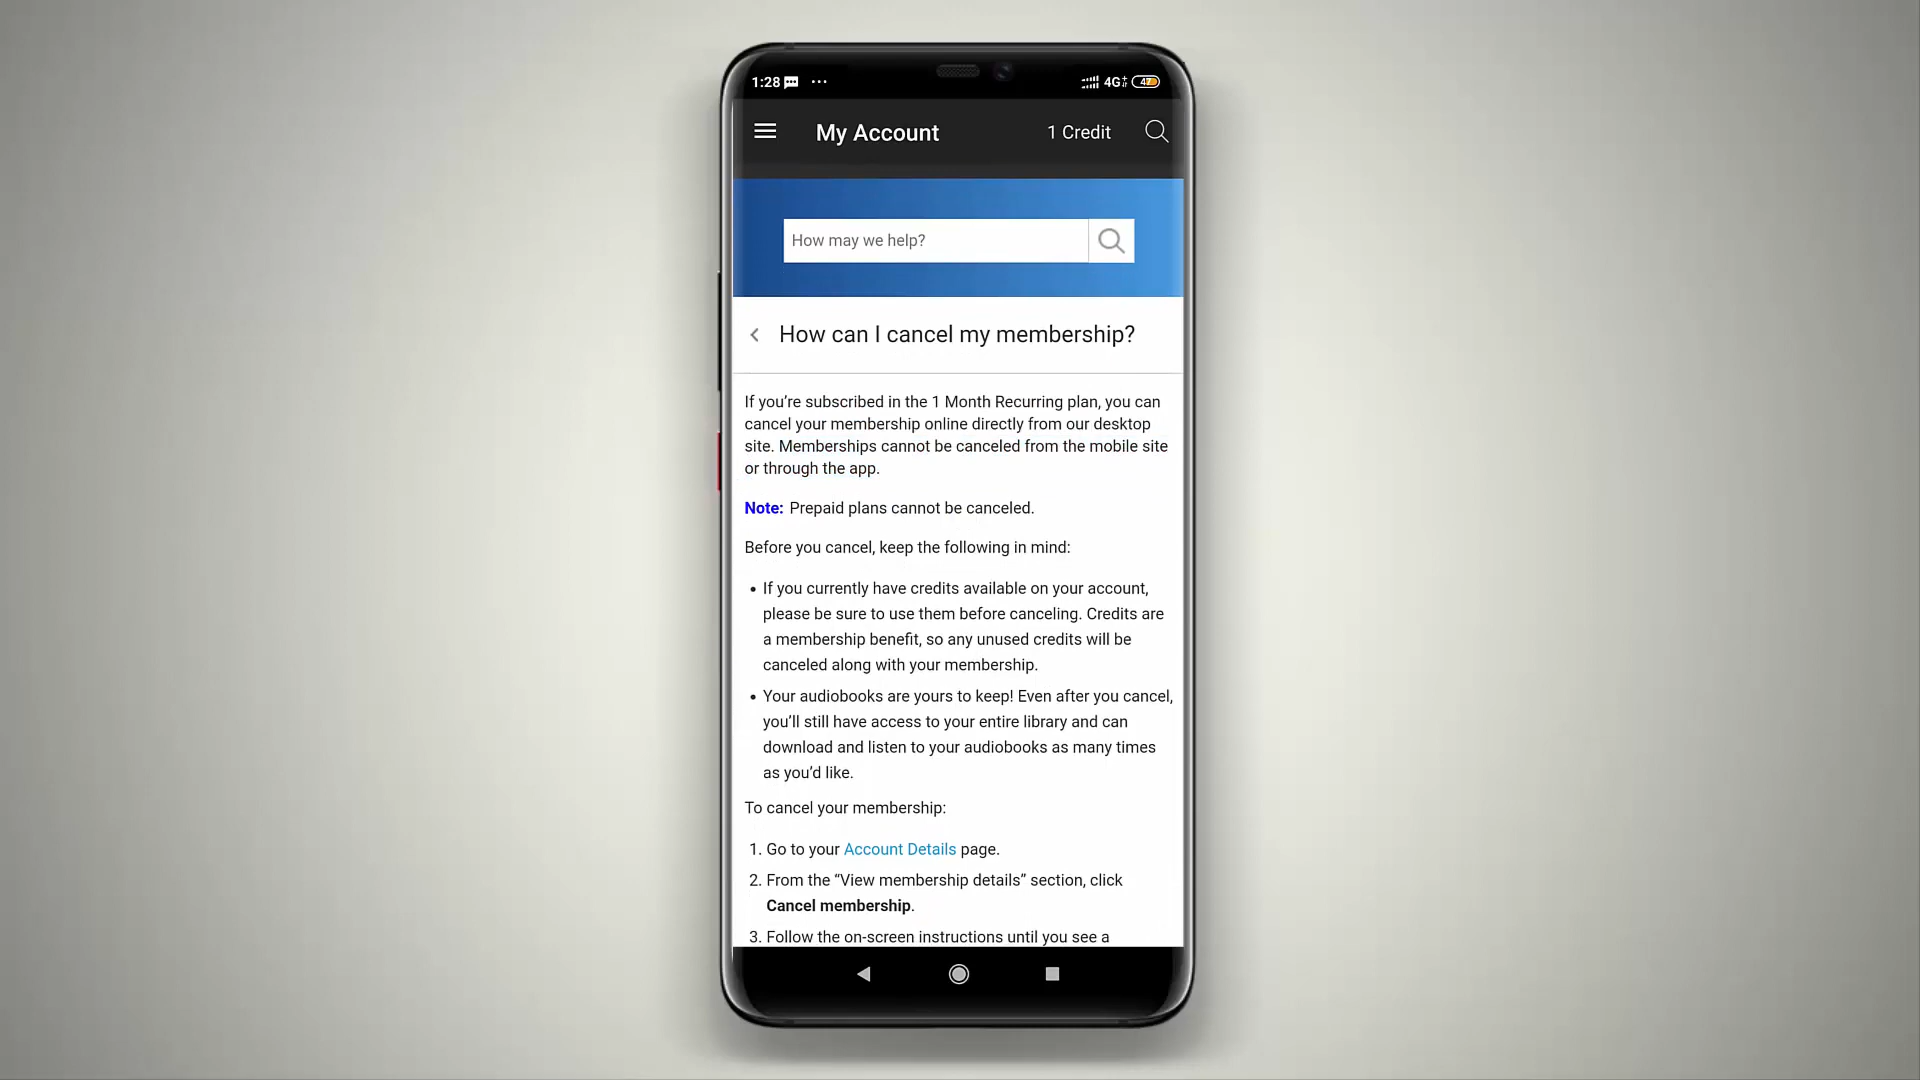 1:28 4G+ 47
My Account 1 Credit
How may we help?
How can I cancel my membership?
If you’re subscribed in the 1 Month Recurring plan, you can
cancel your membership online directly from our desktop
site. Memberships cannot be canceled from the mobile site
or through the app.
Note: Prepaid plans cannot be canceled.
Before you cancel, keep the following in mind:
• If you currently have credits available on your account,
please be sure to use them before canceling. Credits are
a membership benefit, so any unused credits will be
canceled along with your membership.
• Your audiobooks are yours to keep! Even after you cancel,
you’ll still have access to your entire library and can
download and listen to your audiobooks as many times
as you’d like.
To cancel your membership:
1. Go to your Account Details page.
2. From the “View membership details” section, click
Cancel membership.
3. Follow the on-screen instructions until you see a